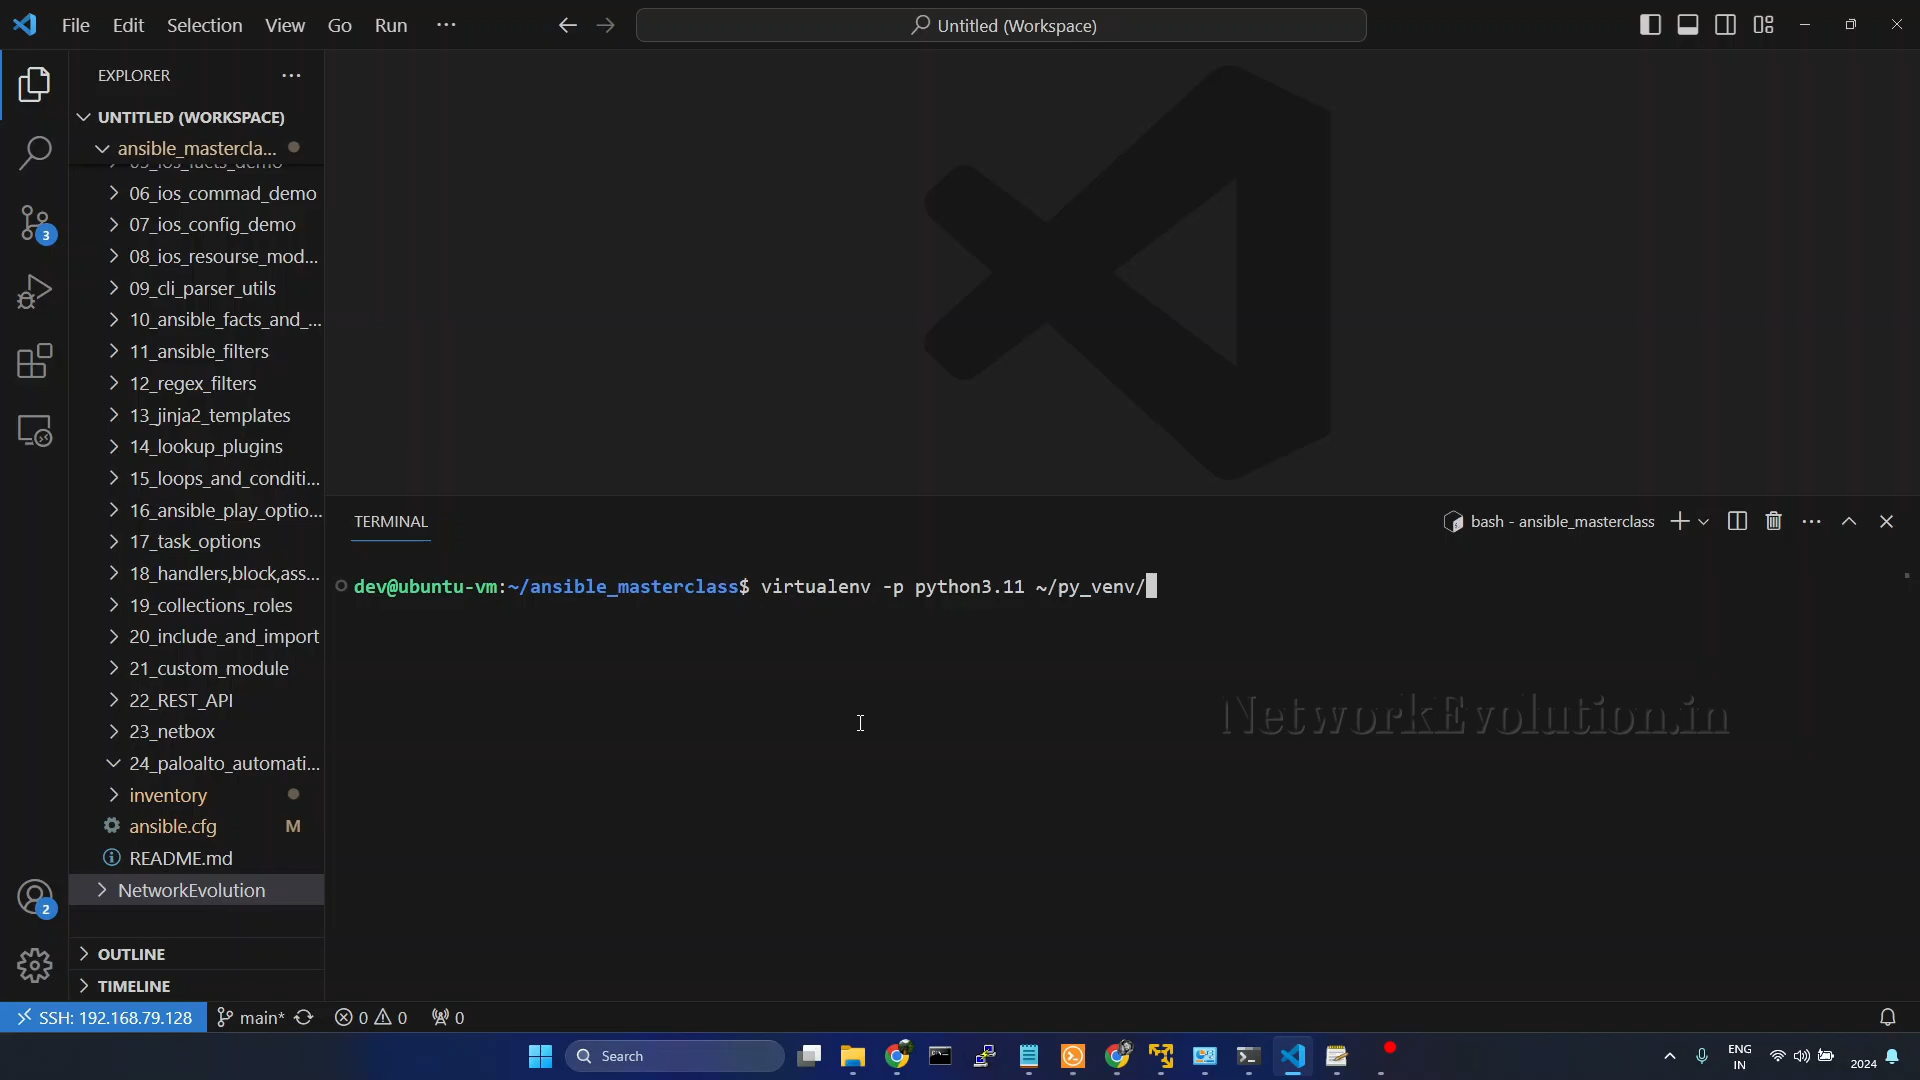 File Edit Selection View Go Run ···
Untitled (Workspace)
EXPLORER
UNTITLED (WORKSPACE)
ansible_mastercla...
05_ios_facts_demo
06_ios_commad_demo
07_ios_config_demo
08_ios_resourse_mod...
09_cli_parser_utils
10_ansible_facts_and_...
11_ansible_filters
12_regex_filters
13_jinja2_templates
14_lookup_plugins
15_loops_and_conditi...
16_ansible_play_optio...
17_task_options
18_handlers,block,ass...
19_collections_roles
20_include_and_import
21_custom_module
22_REST_API
23_netbox
24_paloalto_automati...
inventory
ansible.cfg M
README.md
NetworkEvolution
OUTLINE
TIMELINE
3
2
TERMINAL
bash - ansible_masterclass
dev@ubuntu-vm:~/ansible_masterclass$ virtualenv -p python3.11 ~/py_venv/
NetworkEvolution.in
SSH: 192.168.79.128 main* 0 0 0
Search
ENG
IN
2024